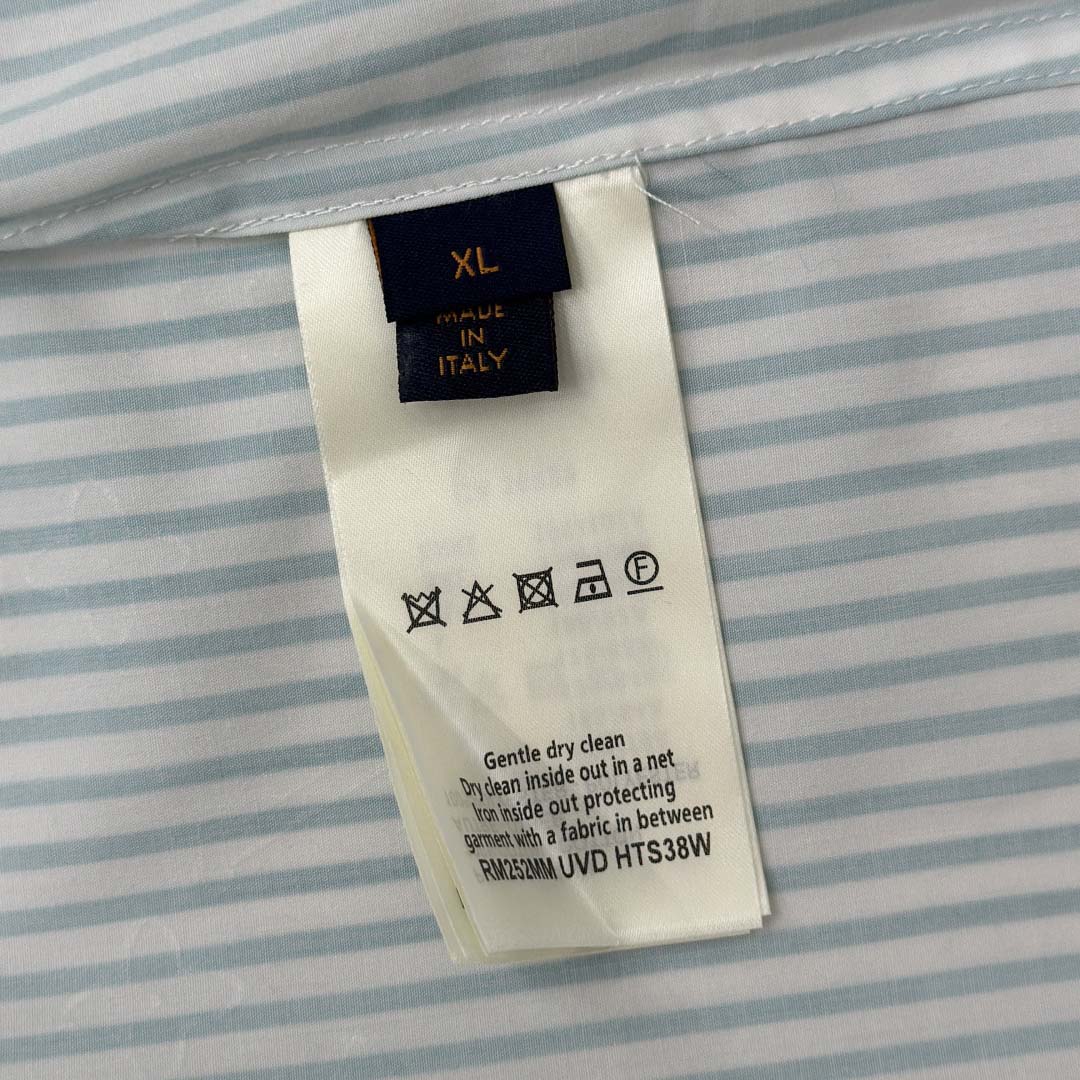 XL
MADE
IN
ITALY
F
Gentle dry clean
Dry clean inside out in a net
Iron inside out protecting
garment with a fabric in between
RM252MM UVD HTS38W